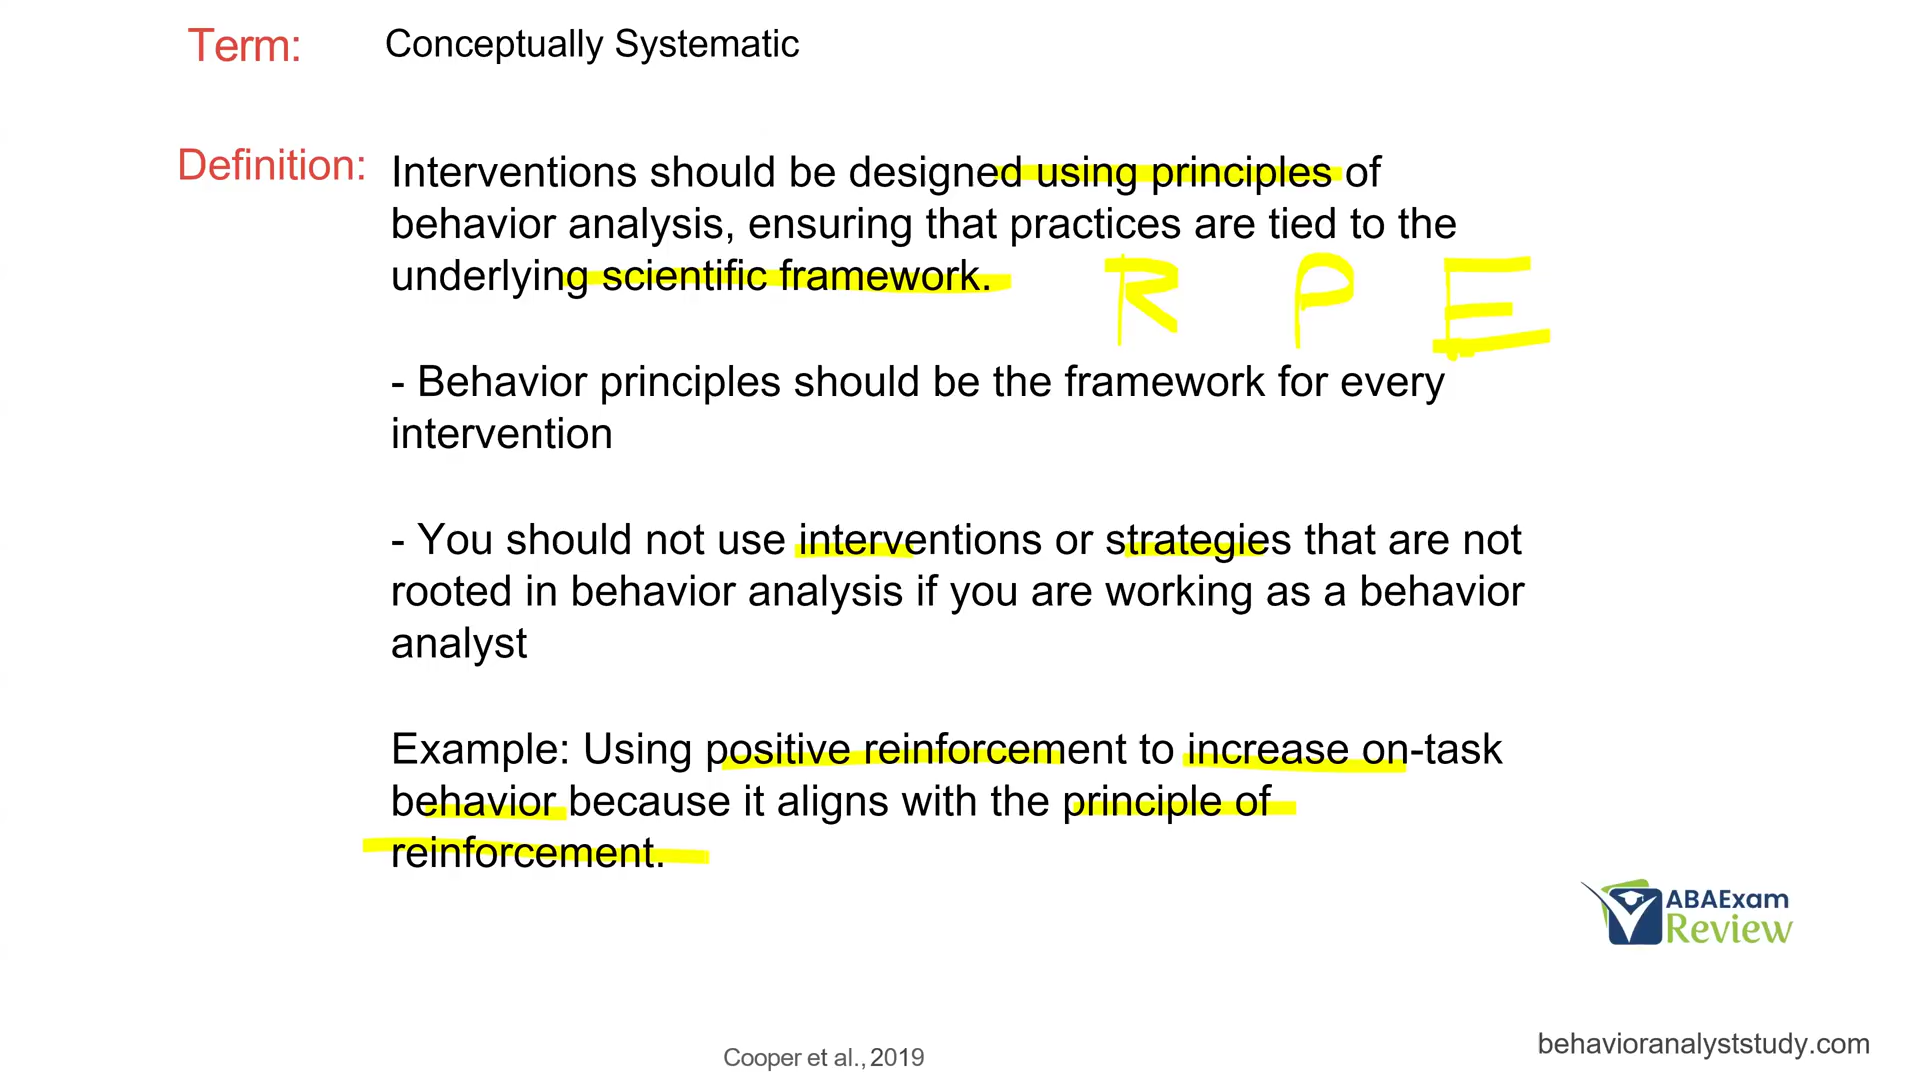 Term: Conceptually Systematic
Definition: Interventions should be designed using principles of
behavior analysis, ensuring that practices are tied to the
underlying scientific framework.
R P E
- Behavior principles should be the framework for every
intervention
- You should not use interventions or strategies that are not
rooted in behavior analysis if you are working as a behavior
analyst
Example: Using positive reinforcement to increase on-task
behavior because it aligns with the principle of
reinforcement.
ABAExam
Review
behavioranalyststudy.com
Cooper et al., 2019